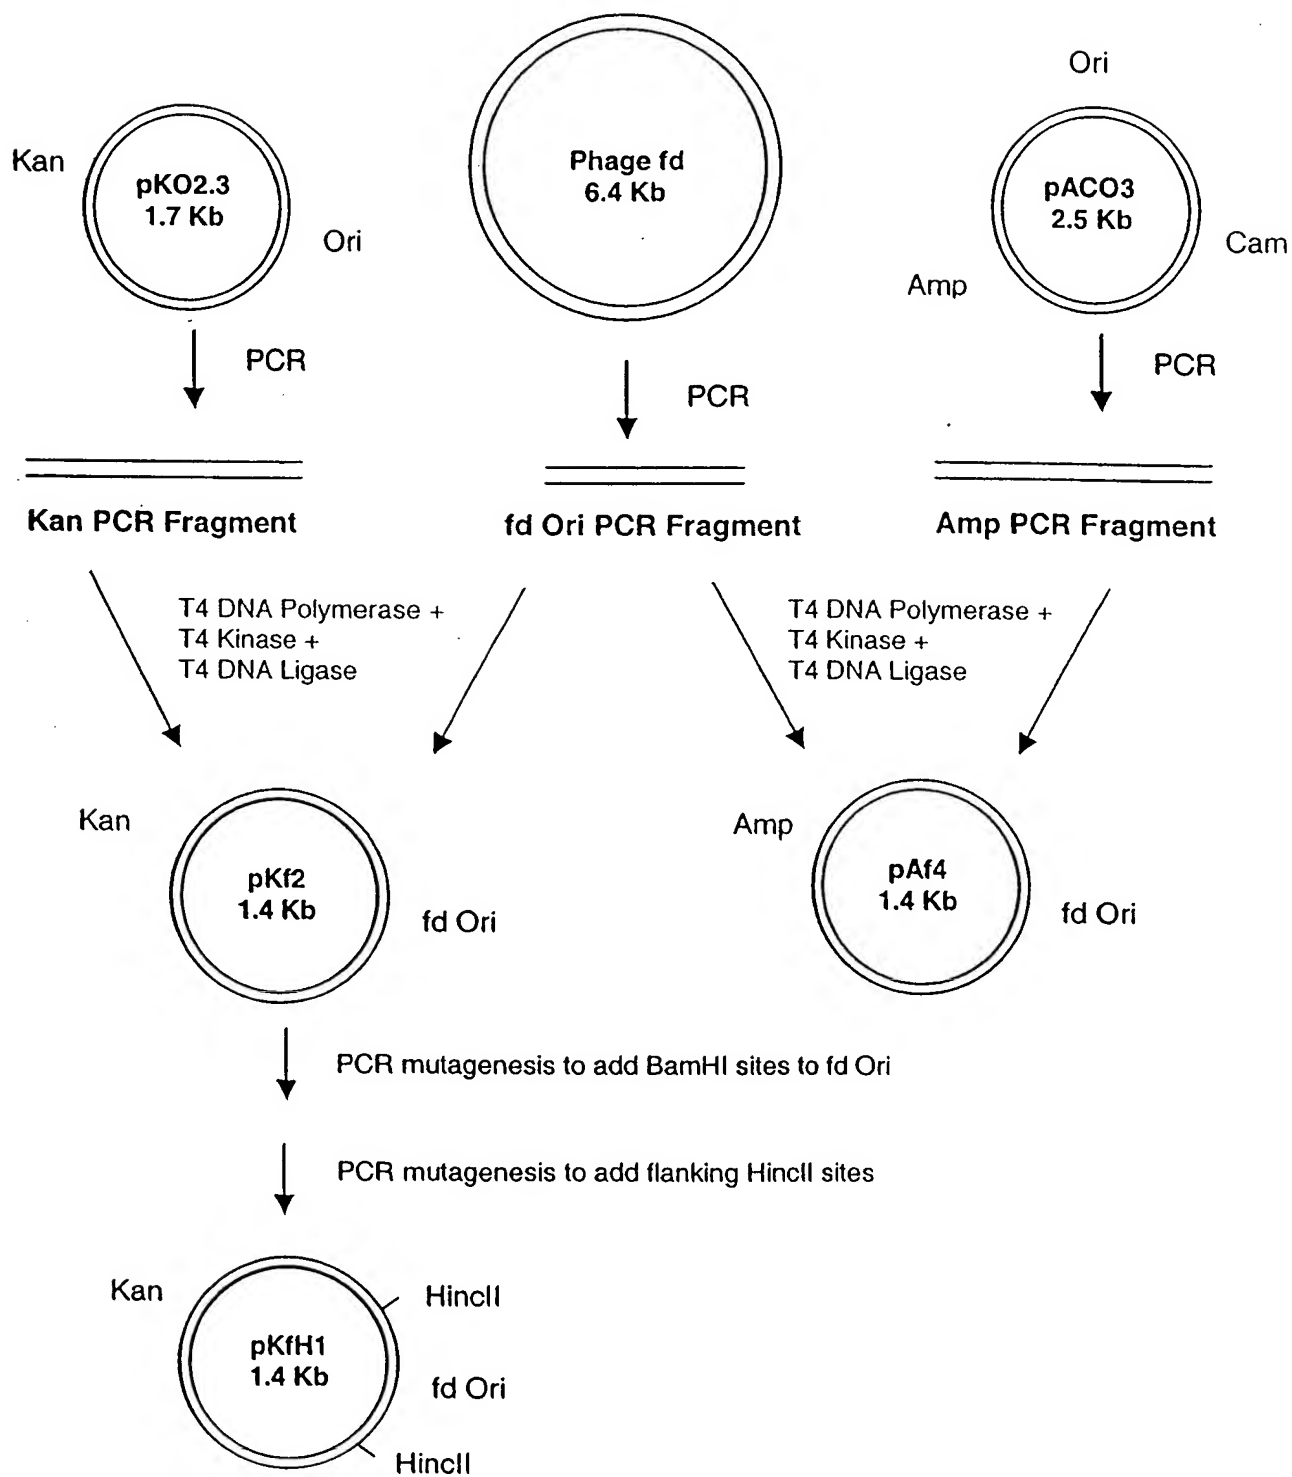 Ori
Kan
pKO2.3
1.7 Kb
Ori
Phage fd
6.4 Kb
pACO3
2.5 Kb
Cam
Amp
PCR
PCR
PCR
Kan PCR Fragment
fd Ori PCR Fragment
Amp PCR Fragment
T4 DNA Polymerase +
T4 Kinase +
T4 DNA Ligase
T4 DNA Polymerase +
T4 Kinase +
T4 DNA Ligase
Kan
pKf2
1.4 Kb
fd Ori
Amp
pAf4
1.4 Kb
fd Ori
PCR mutagenesis to add BamHI sites to fd Ori
PCR mutagenesis to add flanking HincII sites
Kan
HincII
pKfH1
1.4 Kb
fd Ori
HincII